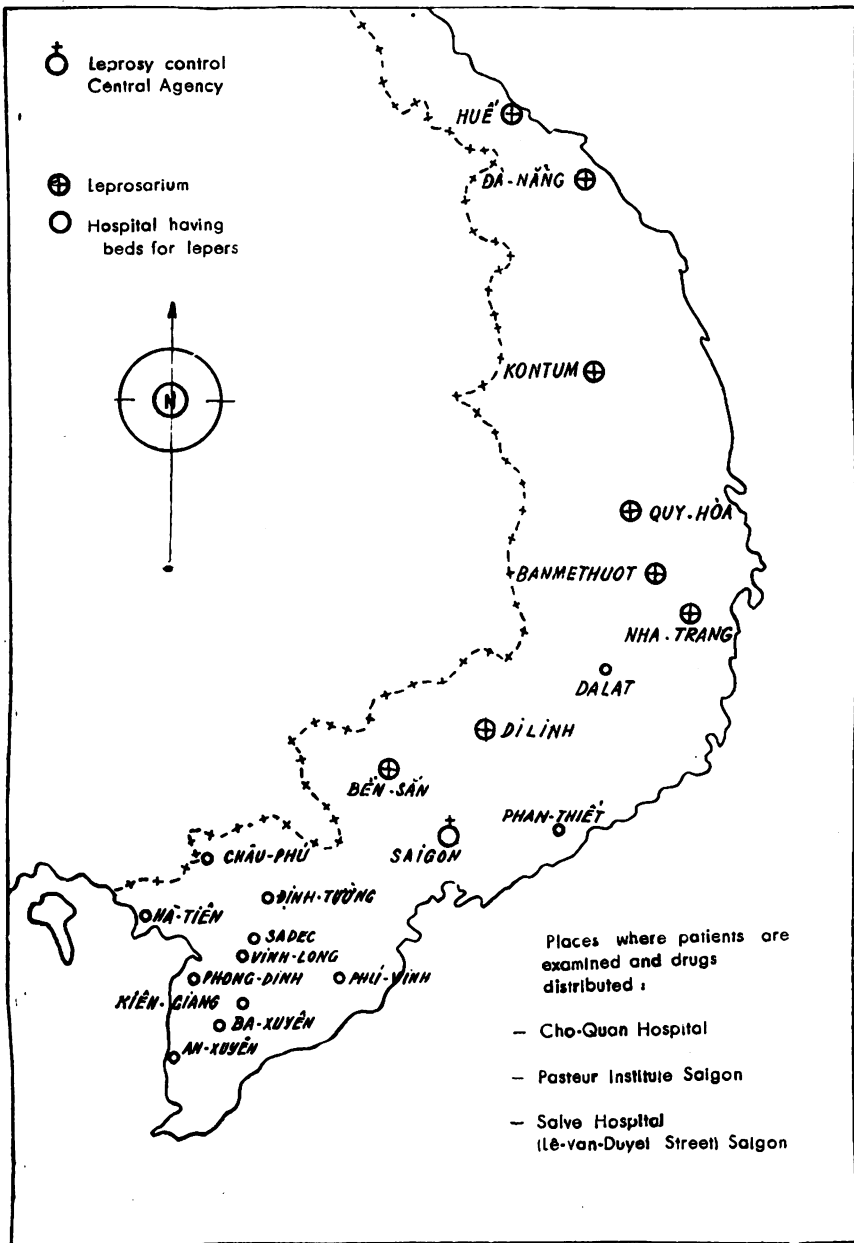 Leprosy control
Central Agency
Leprosarium
Hospital having
beds for lepers
N
HUẾ
ĐÀ-NẴNG
KONTUM
QUY-HÒA
BANMETHUOT
NHA-TRANG
DALAT
DiLiNH
BẾN-SẮN
PHAN-THIẾT
SAIGON
CHÂU-PHÚ
ĐỊNH-TƯỜNG
HÀ-TIÊN
SADEC
VINH-LONG
PHONG-DINH
PHÚ-VINH
KIÊN-GIANG
BA-XUYÊN
AN-XUYÊN
Places where patients are
examined and drugs
distributed :
– Cho-Quan Hospital
– Pasteur Institute Saigon
– Salve Hospital
(Lê-van-Duyet Street) Saigon